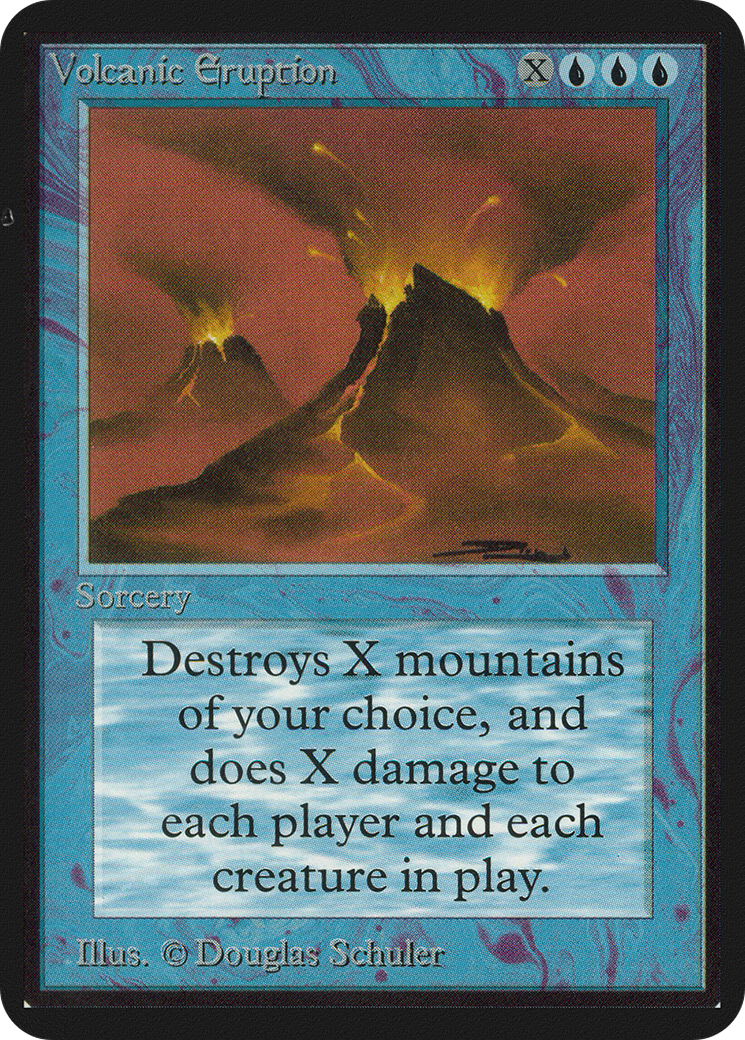 Volcanic Eruption X
Sorcery
Destroys X mountains
of your choice, and
does X damage to
each player and each
creature in play.
Illus. © Douglas Schuler